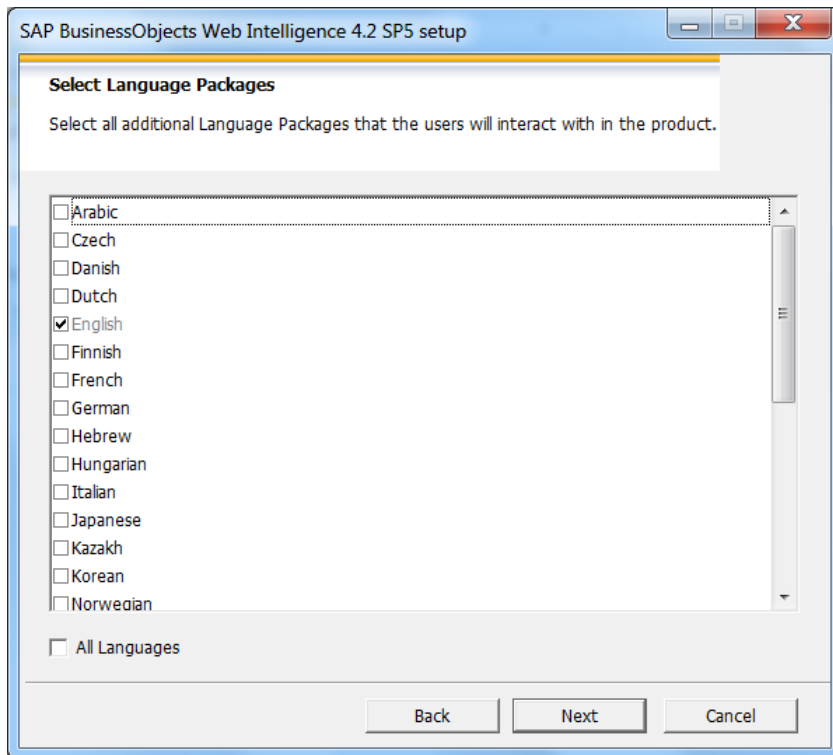 SAP BusinessObjects Web Intelligence 4.2 SP5 setup
Select Language Packages
Select all additional Language Packages that the users will interact with in the product.
Arabic
Czech
Danish
Dutch
English
Finnish
French
German
Hebrew
Hungarian
Italian
Japanese
Kazakh
Korean
Norwegian
All Languages
Back Next Cancel